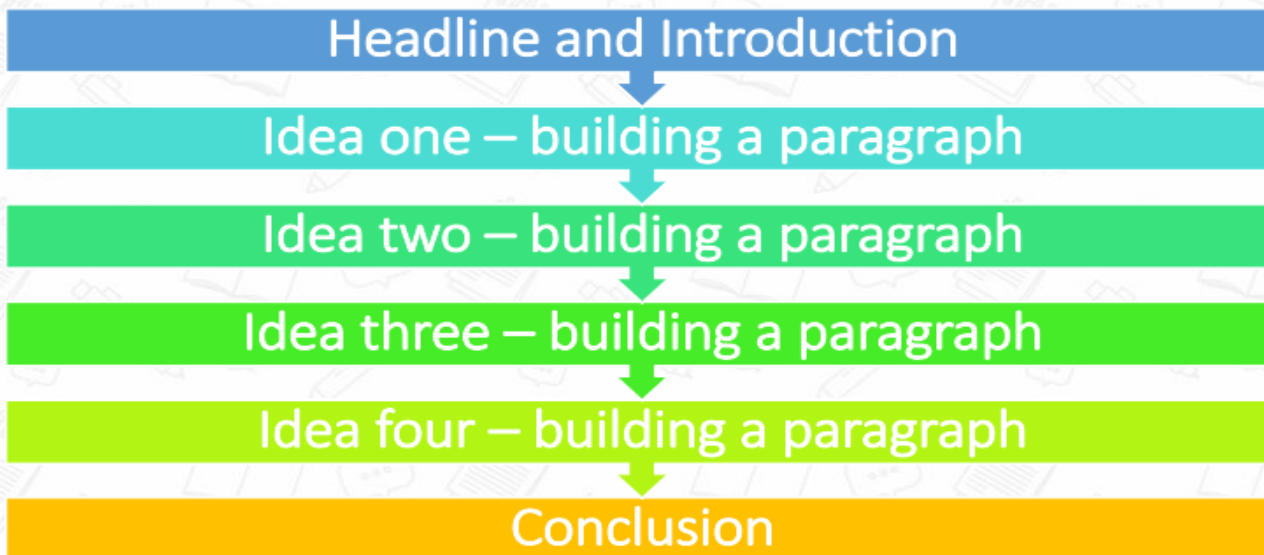 Headline and Introduction
Idea one – building a paragraph
Idea two – building a paragraph
Idea three – building a paragraph
Idea four – building a paragraph
Conclusion